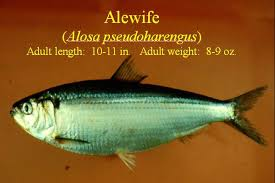 Alewife
(Alosa pseudoharengus)
Adult length: 10-11 in. Adult weight: 8-9 oz.